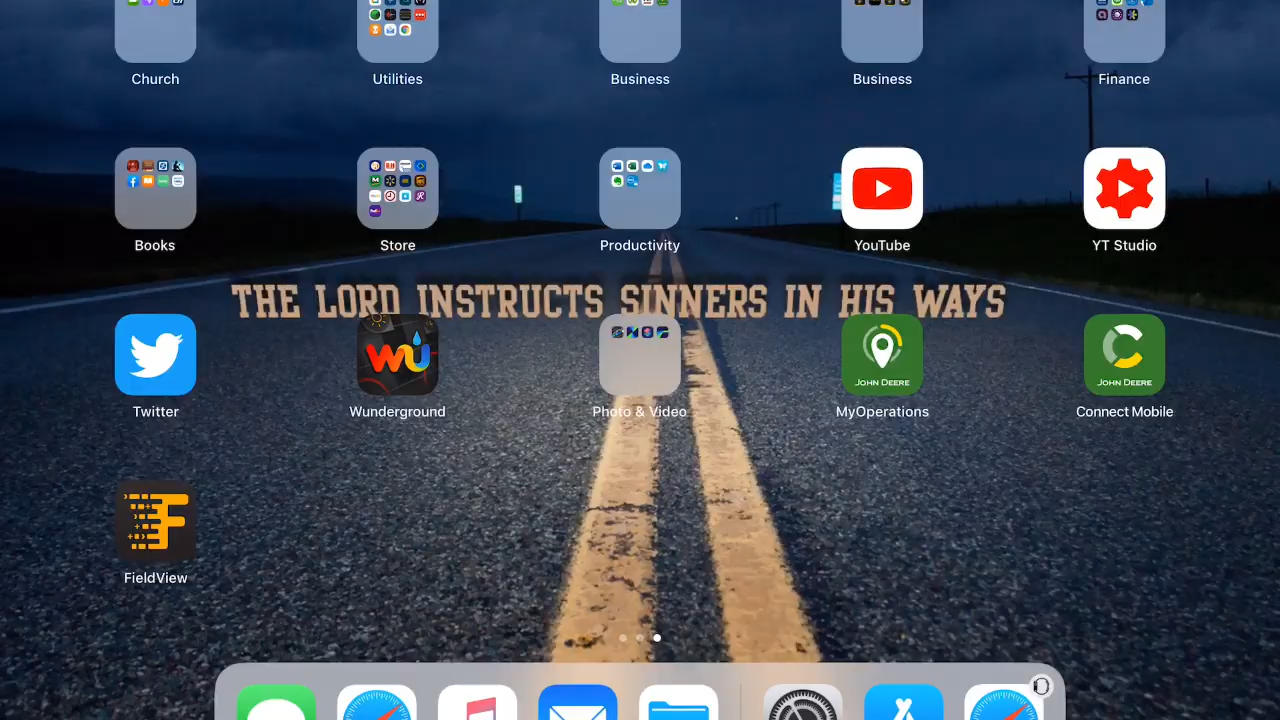 Church
Utilities
Business
Business
Finance
Books
Store
Productivity
YouTube
YT Studio
THE LORD INSTRUCTS SINNERS IN HIS WAYS
Twitter
WU
Wunderground
Photo & Video
JOHN DEERE
MyOperations
JOHN DEERE
Connect Mobile
FieldView